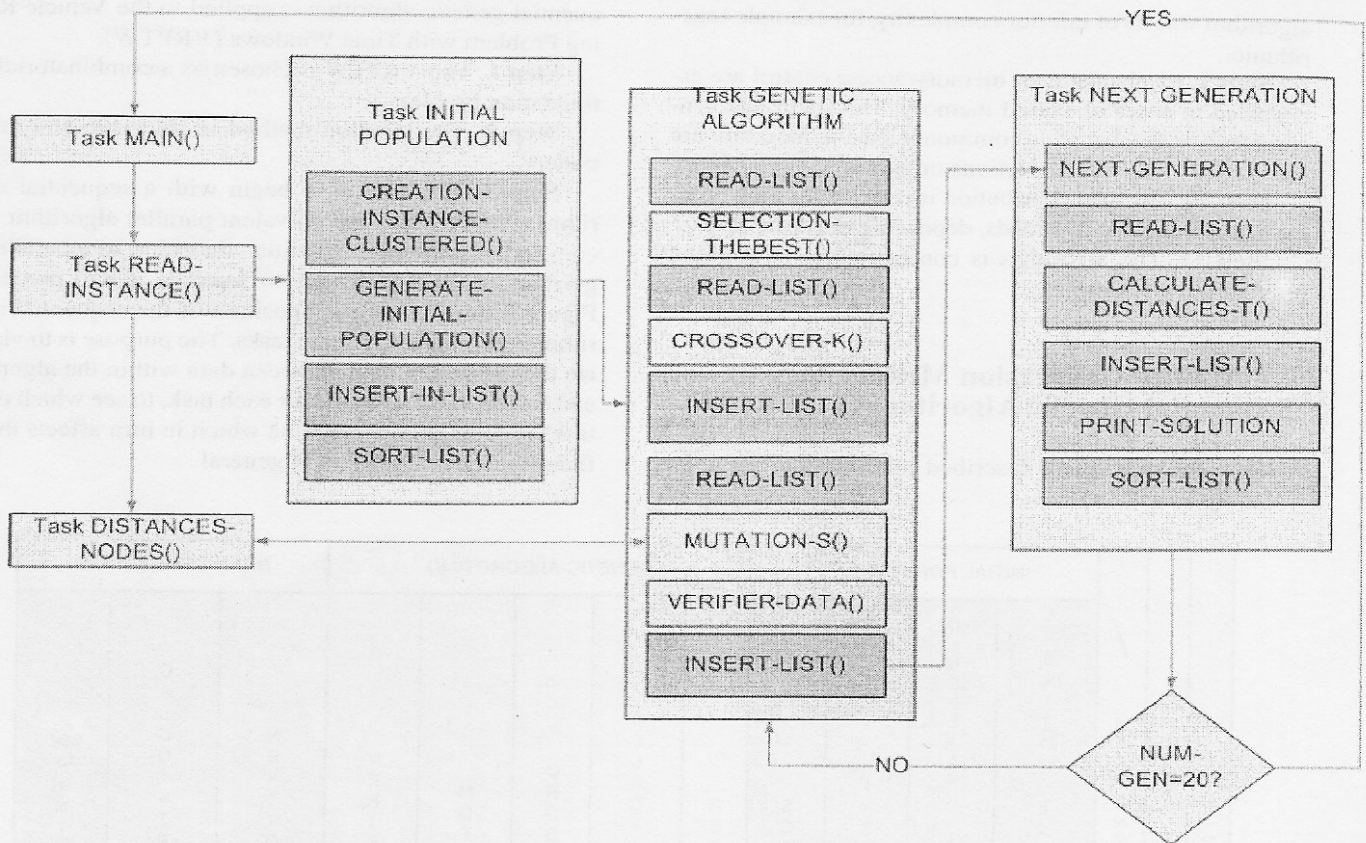 YES
Task MAIN()
Task READ-
INSTANCE()
Task DISTANCES-
NODES()
Task INITIAL
POPULATION
CREATION-
INSTANCE-
CLUSTERED()
GENERATE-
INITIAL-
POPULATION()
INSERT-IN-LIST()
SORT-LIST()
Task GENETIC
ALGORITHM
READ-LIST()
SELECTION-
THEBEST()
READ-LIST()
CROSSOVER-K()
INSERT-LIST()
READ-LIST()
MUTATION-S()
VERIFIER-DATA()
INSERT-LIST()
Task NEXT GENERATION
NEXT-GENERATION()
READ-LIST()
CALCULATE-
DISTANCES-T()
INSERT-LIST()
PRINT-SOLUTION
SORT-LIST()
NO
NUM-
GEN=20?